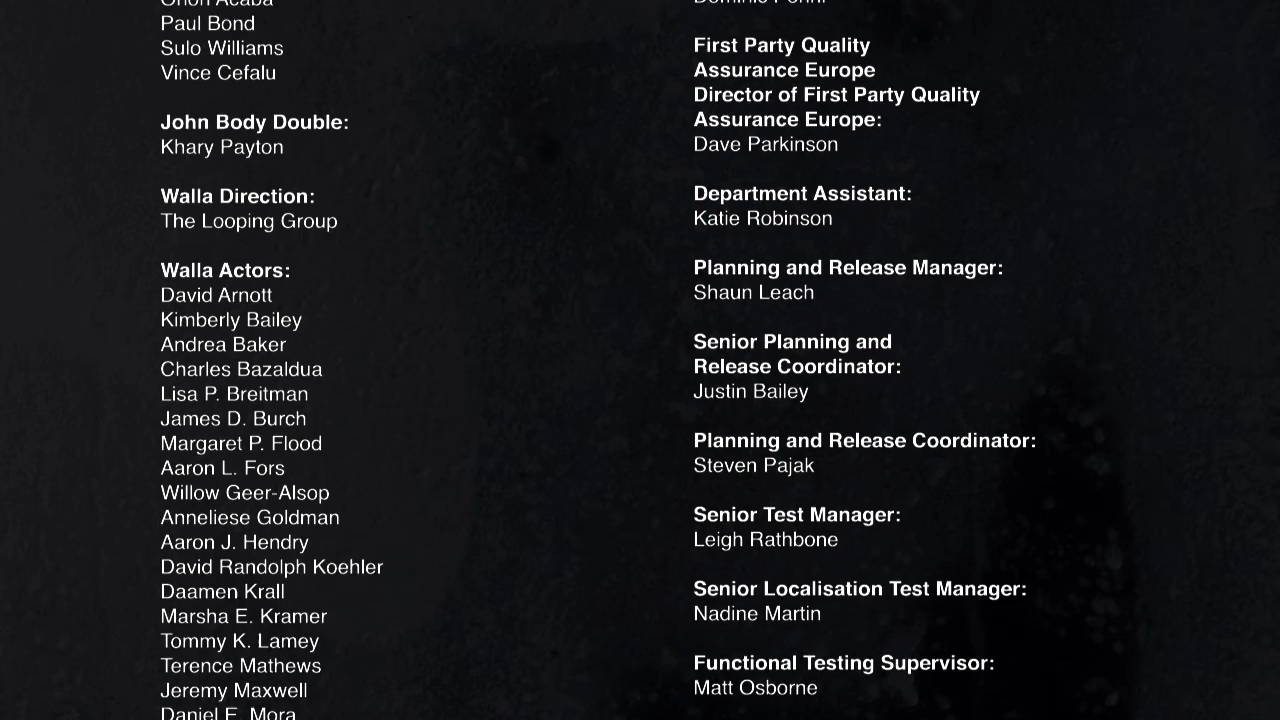 Paul Bond
Sulo Williams
Vince Cefalu
John Body Double:
Khary Payton
Walla Direction:
The Looping Group
Walla Actors:
David Arnott
Kimberly Bailey
Andrea Baker
Charles Bazaldua
Lisa P. Breitman
James D. Burch
Margaret P. Flood
Aaron L. Fors
Willow Geer-Alsop
Anneliese Goldman
Aaron J. Hendry
David Randolph Koehler
Daamen Krall
Marsha E. Kramer
Tommy K. Lamey
Terence Mathews
Jeremy Maxwell
Daniel E. Mora
First Party Quality
Assurance Europe
Director of First Party Quality
Assurance Europe:
Dave Parkinson
Department Assistant:
Katie Robinson
Planning and Release Manager:
Shaun Leach
Senior Planning and
Release Coordinator:
Justin Bailey
Planning and Release Coordinator:
Steven Pajak
Senior Test Manager:
Leigh Rathbone
Senior Localisation Test Manager:
Nadine Martin
Functional Testing Supervisor:
Matt Osborne